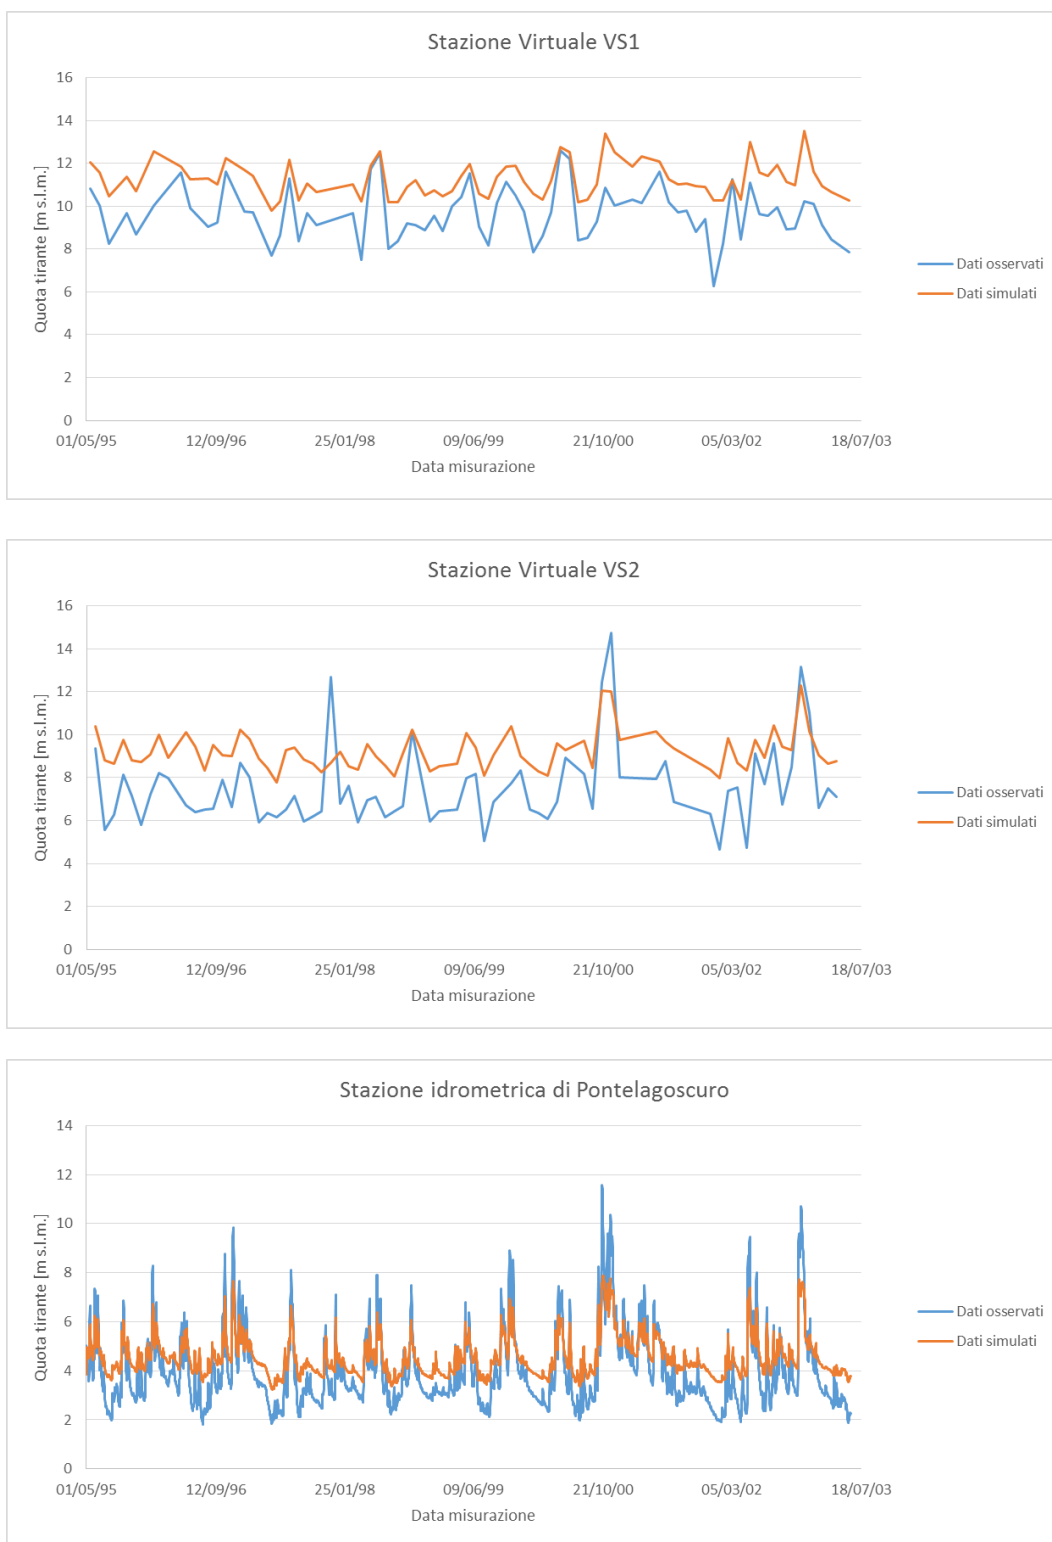 Stazione Virtuale VS1
16
14
12
10
8
6
4
2
0
Quota tirante [m s.l.m.]
01/05/95 12/09/96 25/01/98 09/06/99 21/10/00 05/03/02 18/07/03
Data misurazione
Dati osservati
Dati simulati
Stazione Virtuale VS2
16
14
12
10
8
6
4
2
0
Quota tirante [m s.l.m.]
01/05/95 12/09/96 25/01/98 09/06/99 21/10/00 05/03/02 18/07/03
Data misurazione
Dati osservati
Dati simulati
Stazione idrometrica di Pontelagoscuro
14
12
10
8
6
4
2
0
Quota tirante [m s.l.m.]
01/05/95 12/09/96 25/01/98 09/06/99 21/10/00 05/03/02 18/07/03
Data misurazione
Dati osservati
Dati simulati